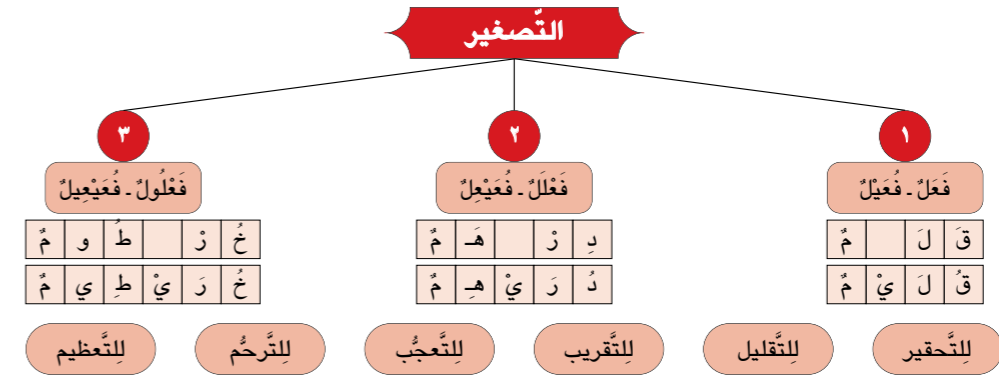 التّصغير
١ ٢ ٣
فَعَلٌ ـ فُعَيْلٌ فَعْلَلٌ ـ فُعَيْعِلٌ فَعْلُولٌ ـ فُعَيْعِيلٌ
قَ لَ مٌ دِ رْ هَـ مٌ خُ رْ طُ و مٌ
قُ لَ يْ مٌ دُ رَ يْ هِـ مٌ خُ رَ يْ طِ ي مٌ
لِلتَّحقير لِلتَّقليل لِلتَّقريب لِلتَّعجُّب لِلتَّرحُّم لِلتَّعظيم